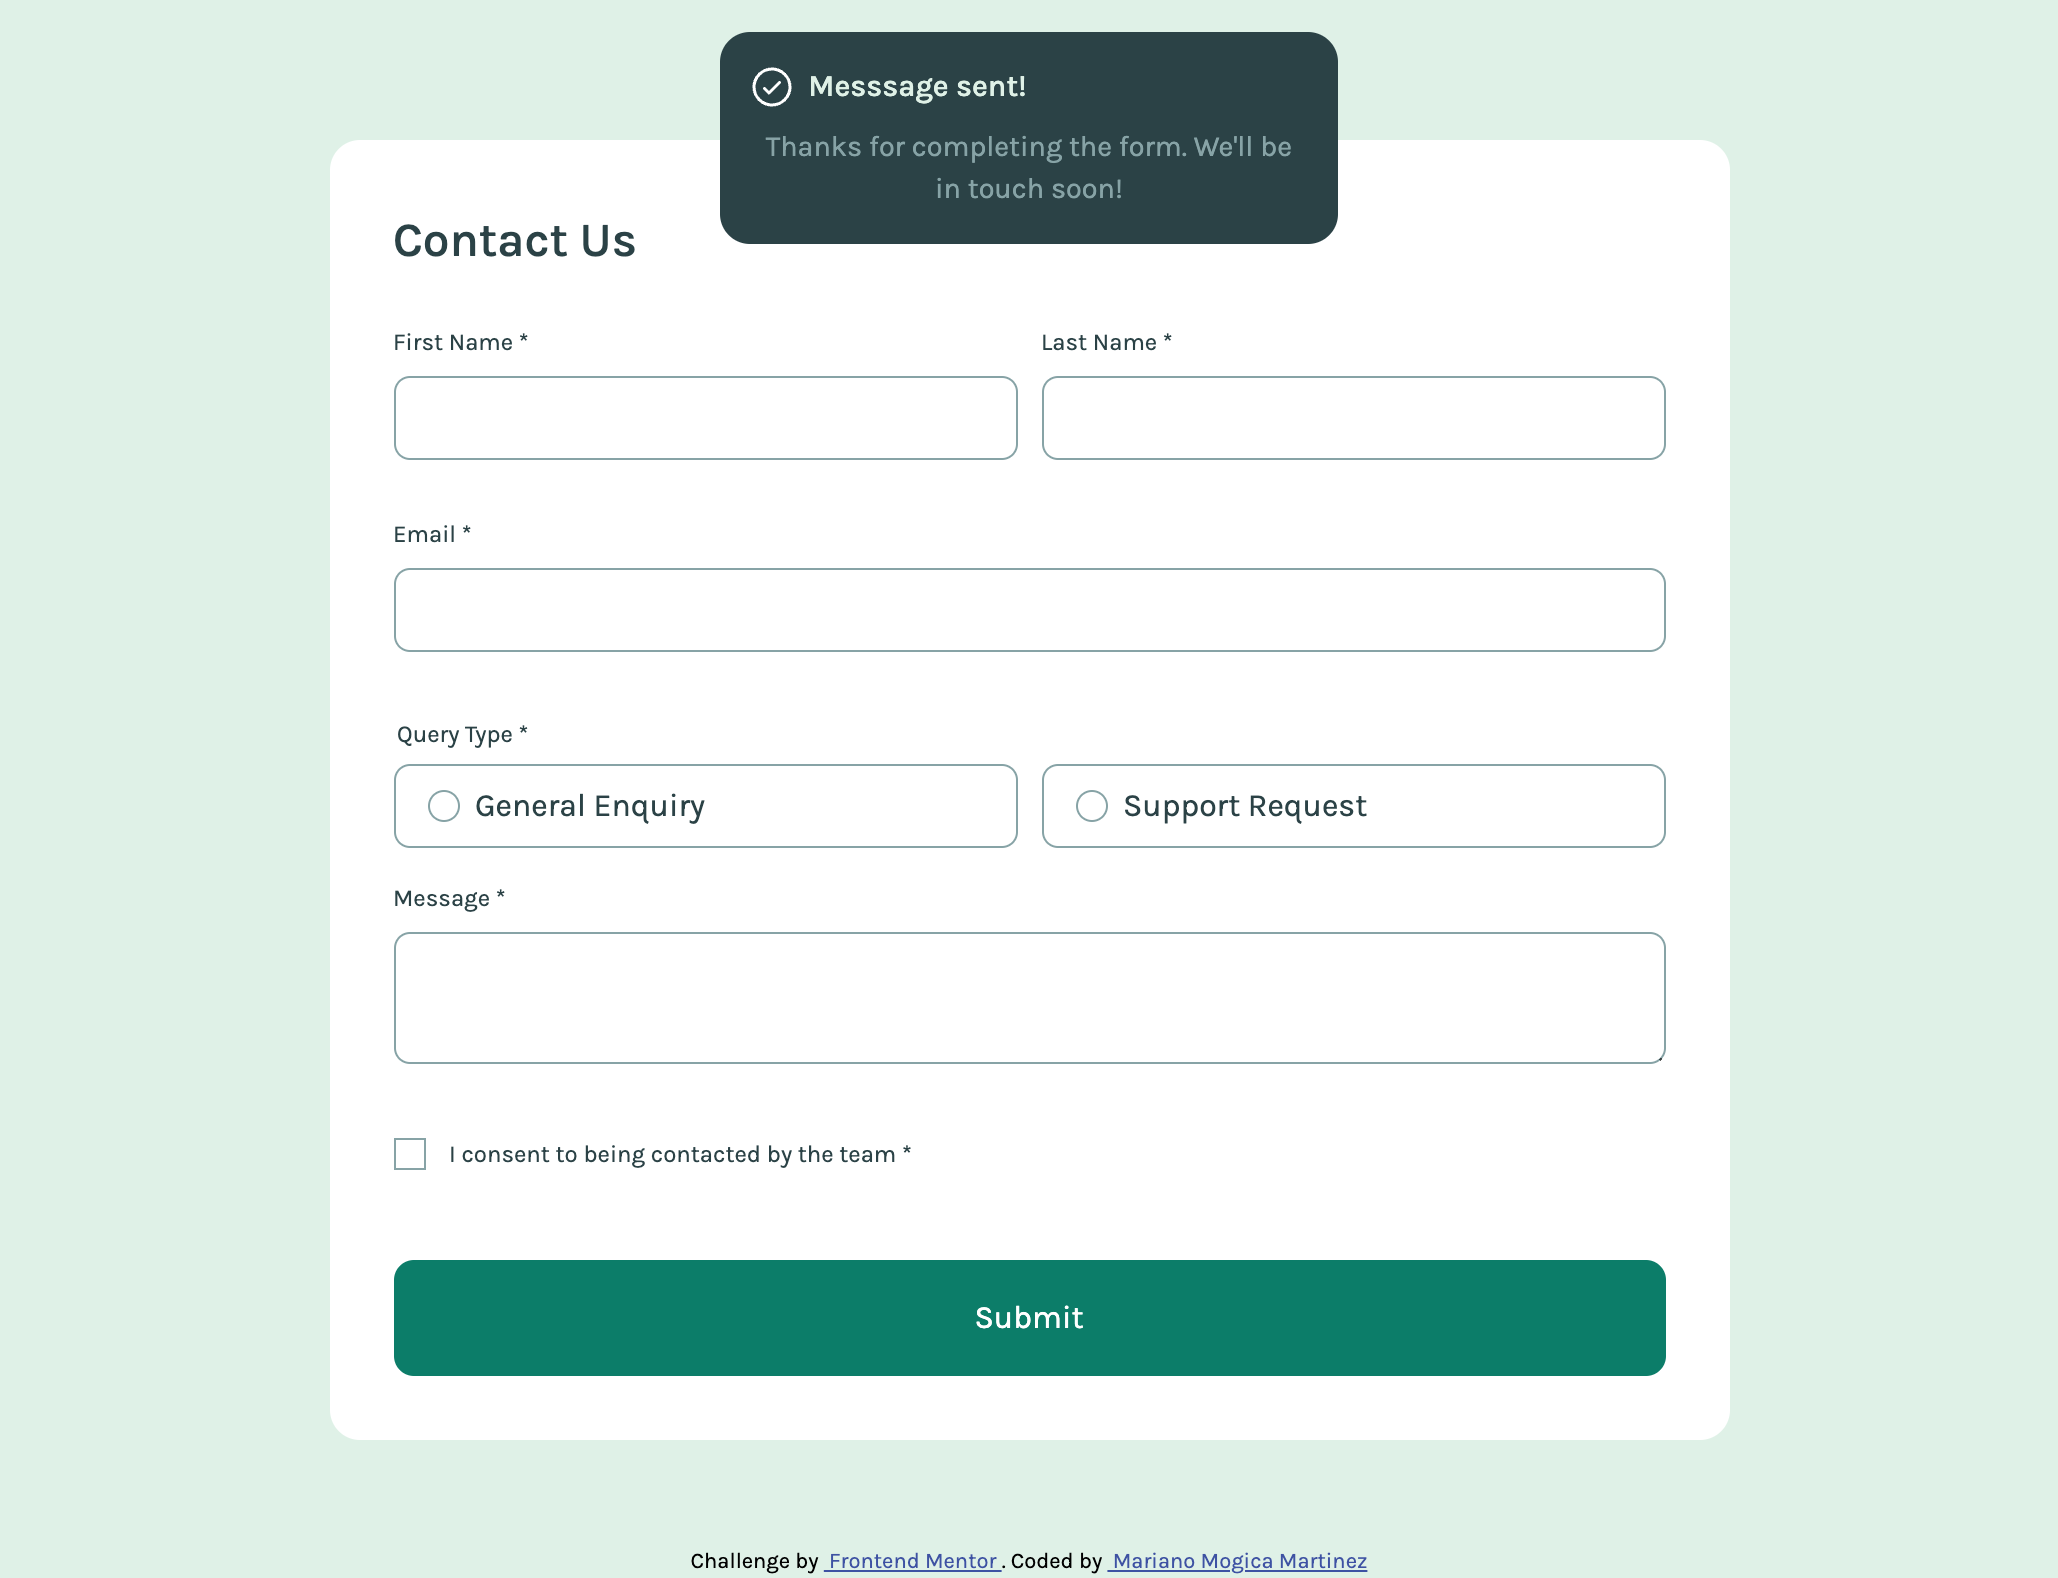 Messsage sent!
Thanks for completing the form. We'll be
in touch soon!
Contact Us
First Name *
Last Name *
Email *
Query Type *
General Enquiry
Support Request
Message *
I consent to being contacted by the team *
Submit
Challenge by Frontend Mentor . Coded by Mariano Mogica Martinez